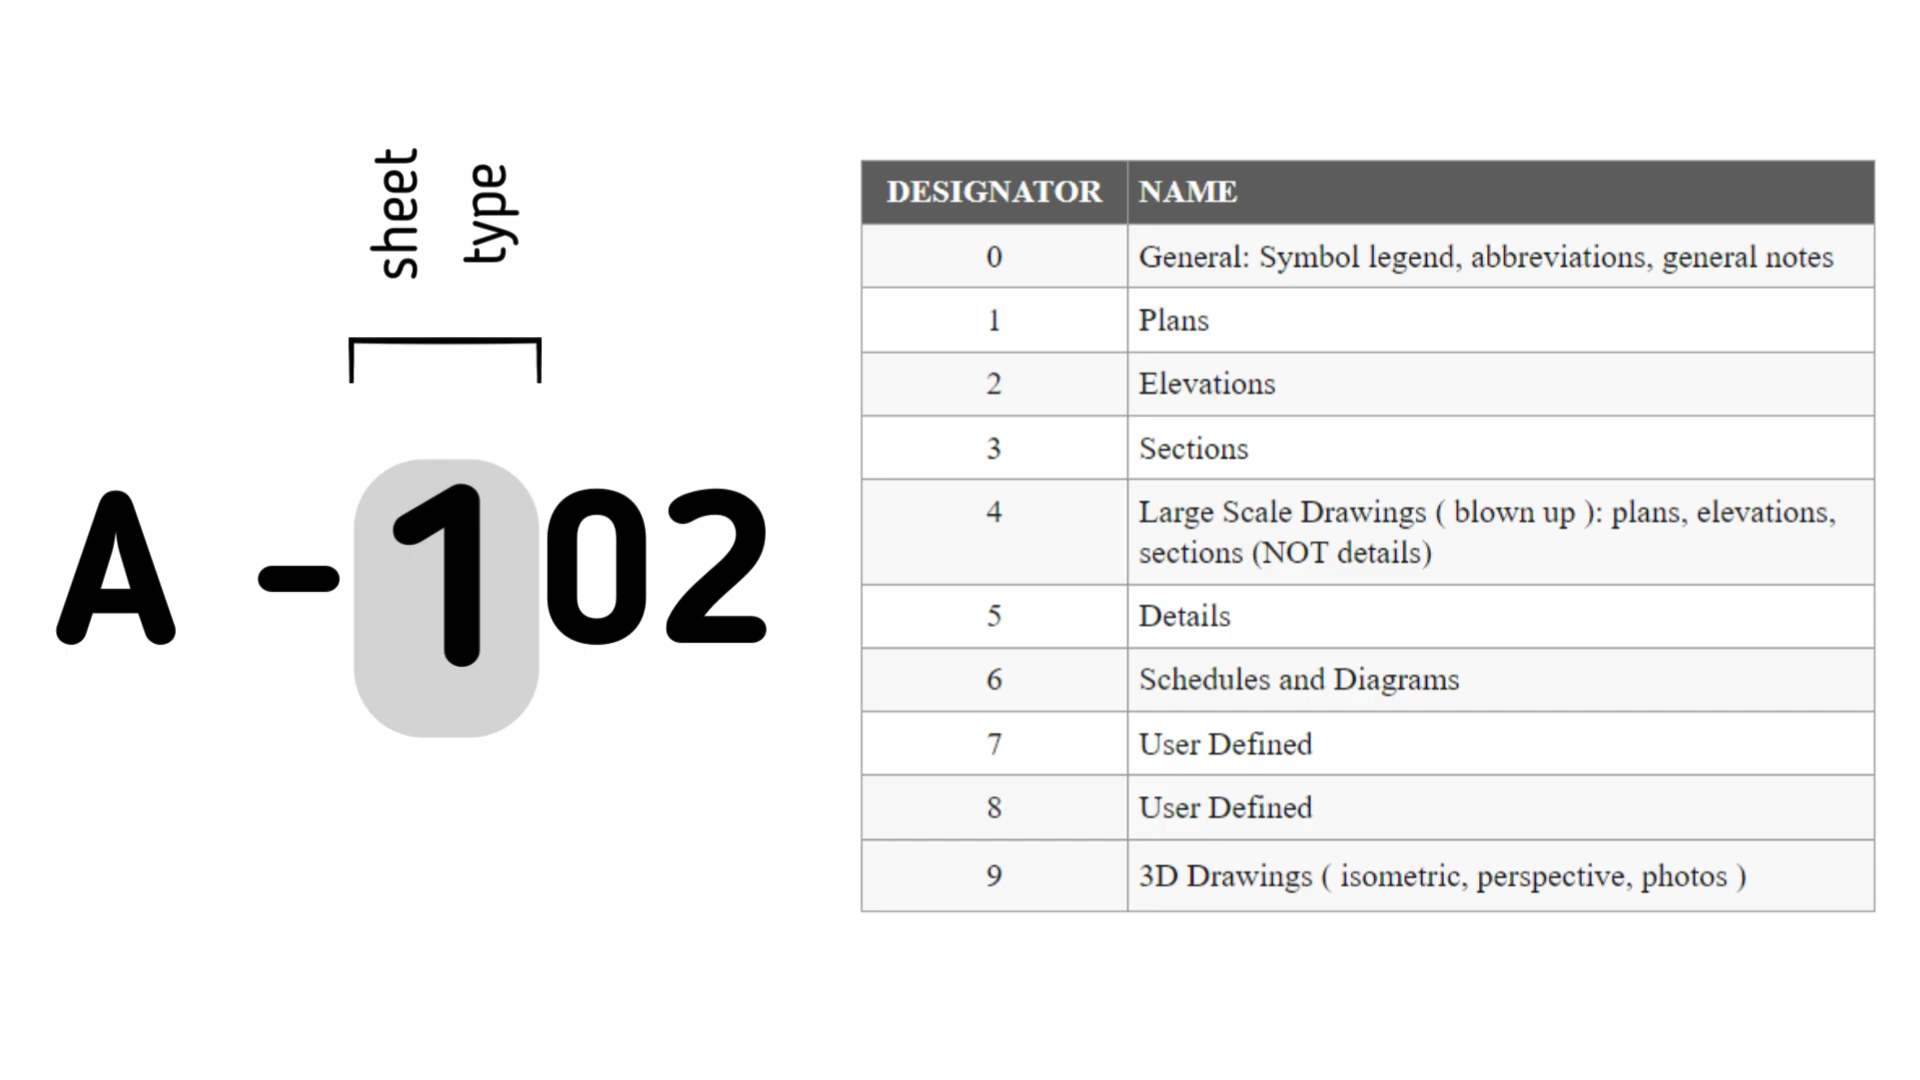 sheet
type
A -102
DESIGNATOR NAME
0 General: Symbol legend, abbreviations, general notes
1 Plans
2 Elevations
3 Sections
4 Large Scale Drawings ( blown up ): plans, elevations,
sections (NOT details)
5 Details
6 Schedules and Diagrams
7 User Defined
8 User Defined
9 3D Drawings ( isometric, perspective, photos )